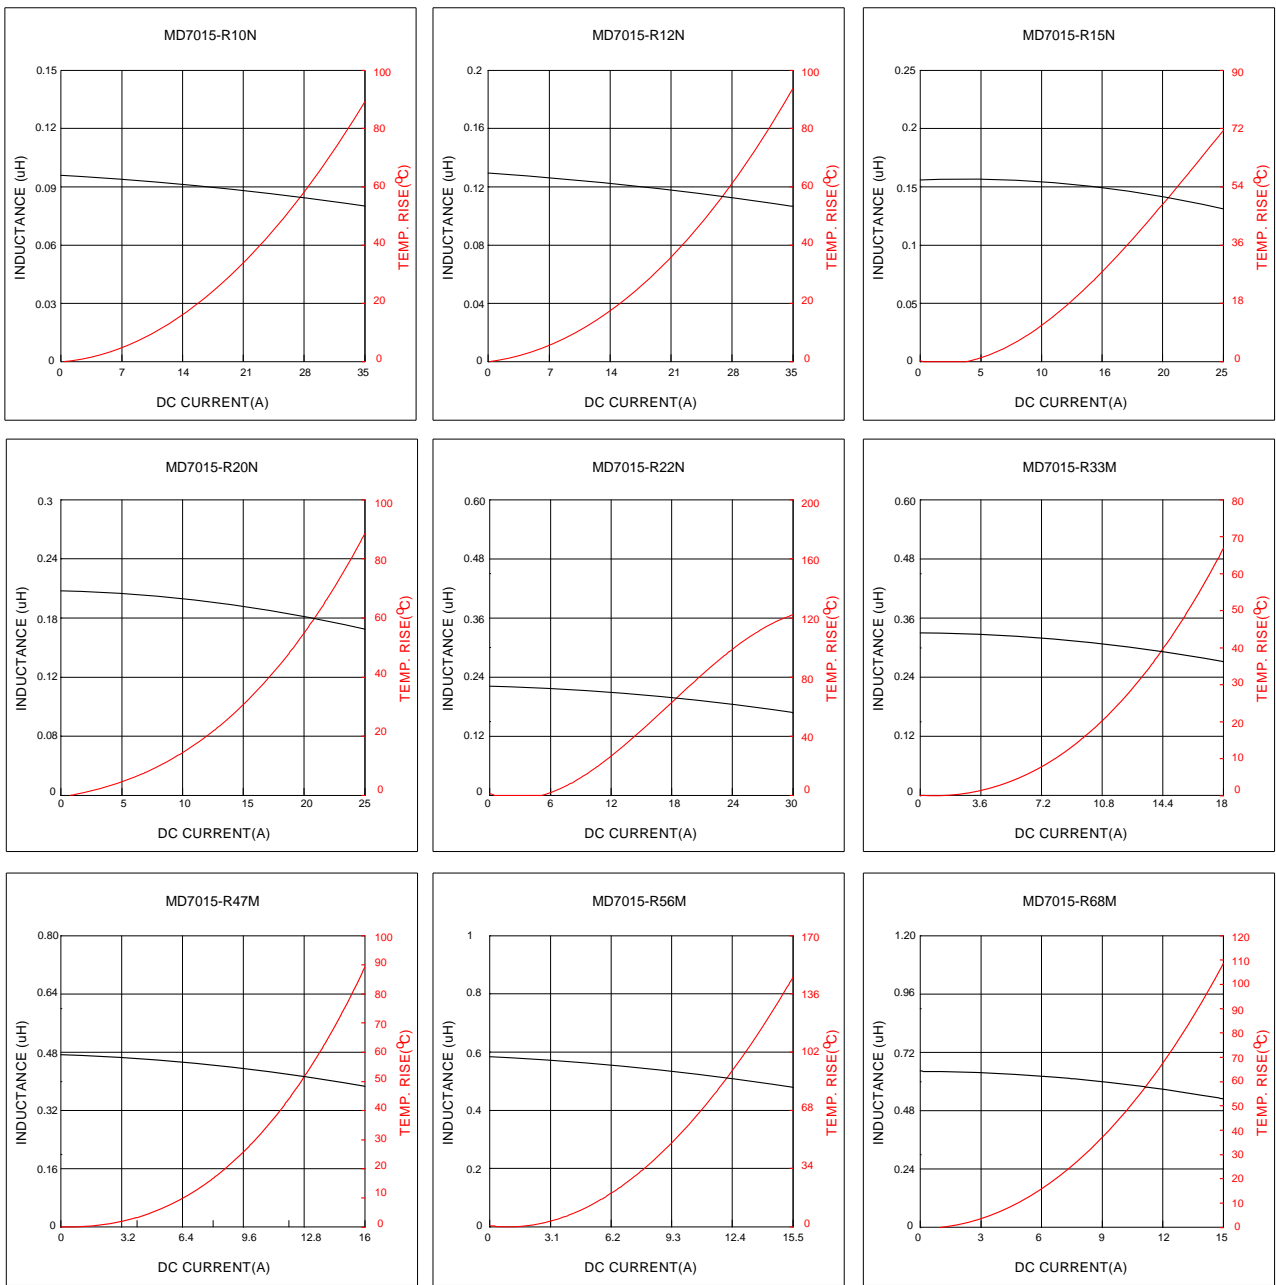 MD7015-R10N
0.15
0.12
0.09
0.06
0.03
0
INDUCTANCE (uH)
100
80
60
40
20
0
TEMP. RISE(ºC)
0 7 14 21 28 35
DC CURRENT(A)
MD7015-R12N
0.2
0.16
0.12
0.08
0.04
0
INDUCTANCE (uH)
100
80
60
40
20
0
TEMP. RISE(ºC)
0 7 14 21 28 35
DC CURRENT(A)
MD7015-R15N
0.25
0.2
0.15
0.1
0.05
0
INDUCTANCE (uH)
90
72
54
36
18
0
TEMP. RISE(ºC)
0 5 10 16 20 25
DC CURRENT(A)
MD7015-R20N
0.3
0.24
0.18
0.12
0.08
0
INDUCTANCE (uH)
100
80
60
40
20
0
TEMP. RISE(ºC)
0 5 10 15 20 25
DC CURRENT(A)
MD7015-R22N
0.60
0.48
0.36
0.24
0.12
0
INDUCTANCE (uH)
200
160
120
80
40
0
TEMP. RISE(ºC)
0 6 12 18 24 30
DC CURRENT(A)
MD7015-R33M
0.60
0.48
0.36
0.24
0.12
0
INDUCTANCE (uH)
80
70
60
50
40
30
20
10
0
TEMP. RISE(ºC)
0 3.6 7.2 10.8 14.4 18
DC CURRENT(A)
MD7015-R47M
0.80
0.64
0.48
0.32
0.16
0
INDUCTANCE (uH)
100
90
80
70
60
50
40
30
20
10
0
TEMP. RISE(ºC)
0 3.2 6.4 9.6 12.8 16
DC CURRENT(A)
MD7015-R56M
1
0.8
0.6
0.4
0.2
0
INDUCTANCE (uH)
170
136
102
68
34
0
TEMP. RISE(ºC)
0 3.1 6.2 9.3 12.4 15.5
DC CURRENT(A)
MD7015-R68M
1.20
0.96
0.72
0.48
0.24
0
INDUCTANCE (uH)
120
110
100
90
80
70
60
50
40
30
20
10
0
TEMP. RISE(ºC)
0 3 6 9 12 15
DC CURRENT(A)